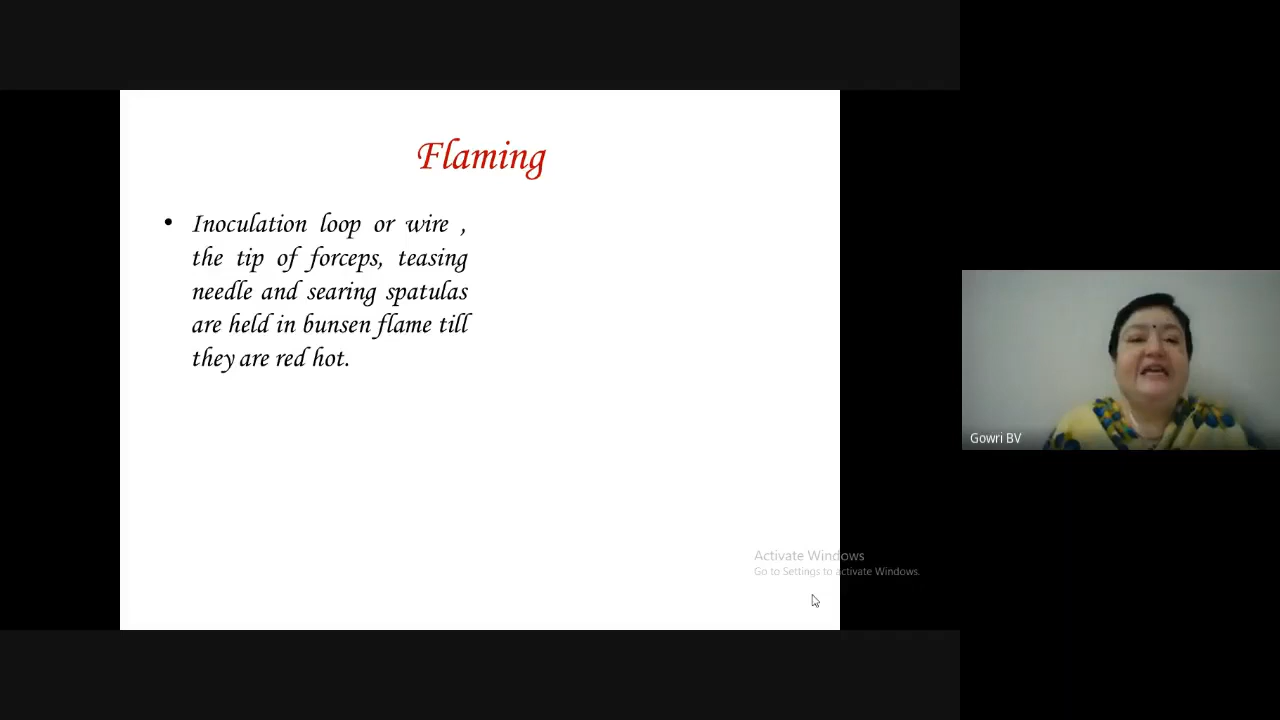 Flaming
• Inoculation loop or wire ,
the tip of forceps, teasing
needle and searing spatulas
are held in bunsen flame till
they are red hot.
Gowri BV
Activate Windows
Go to Settings to activate Windows.